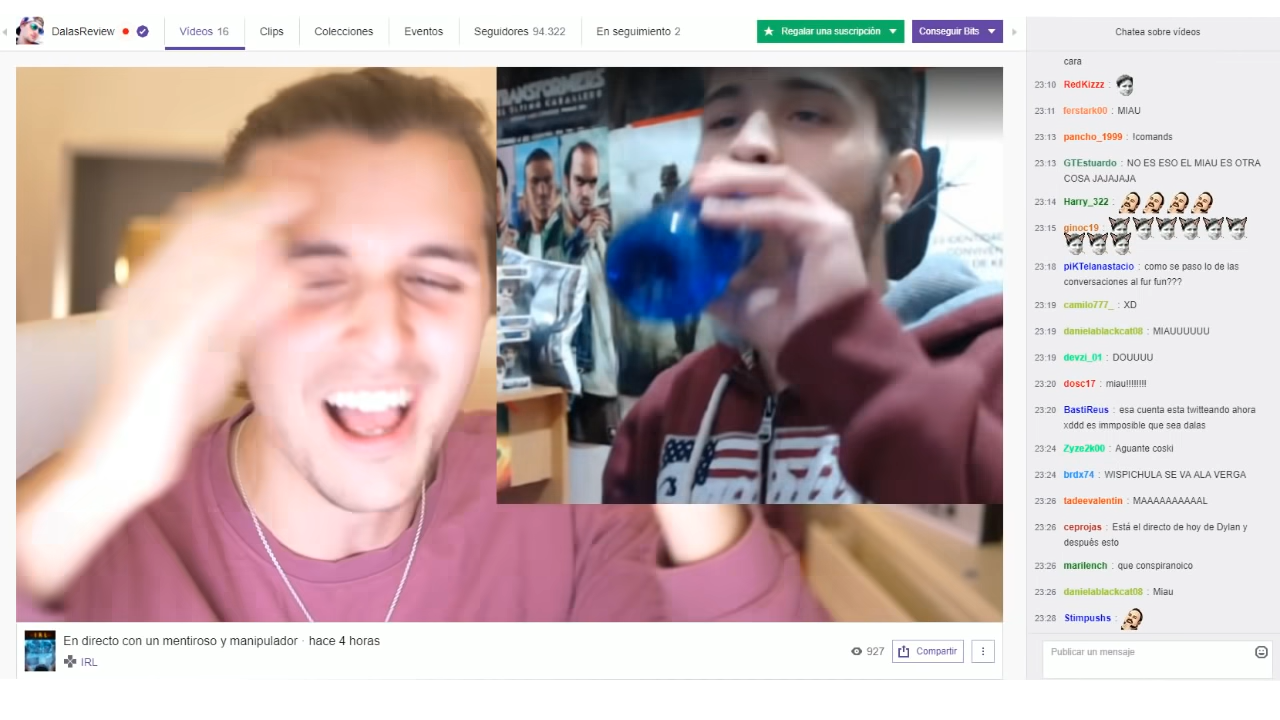 DalasReview
Vídeos 16
Clips
Colecciones
Eventos
Seguidores 94.322
En seguimiento 2
Regalar una suscripción
Conseguir Bits
Chatea sobre vídeos
TRANSFORMERS
EL ÚLTIMO CABALLERO
cara
23:10 RedKizzz :
23:11 ferstark00 : MIAU
23:13 pancho_1999 : !comands
23:13 GTEstuardo : NO ES ESO EL MIAU ES OTRA
COSA JAJAJAJA
23:14 Harry_322 :
23:15 ginoc19 :
23:18 piKTelanastacio : como se paso lo de las
conversaciones al fur fun???
23:19 camilo777_ : XD
23:19 danielablackcat08 : MIAUUUUUU
23:19 devzi_01 : DOUUUU
23:20 dosc17 : miau!!!!!!!!
23:20 BastiReus : esa cuenta esta twitteando ahora
xddd es immposible que sea dalas
23:24 Zyze2k00 : Aguante coski
23:24 brdx74 : WISPICHULA SE VA ALA VERGA
23:26 tadeevalentin : MAAAAAAAAAAL
23:26 ceprojas : Está el directo de hoy de Dylan y
después esto
23:26 marilench : que conspiranoico
23:26 danielablackcat08 : Miau
23:28 Stimpushs :
En directo con un mentiroso y manipulador · hace 4 horas
IRL
927
Compartir
Publicar un mensaje